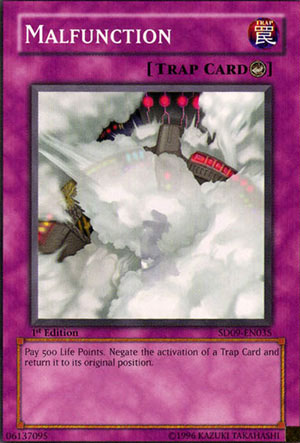 MALFUNCTION
TRAP
罠
[TRAP CARD]
1st Edition
SD09-EN035
Pay 500 Life Points. Negate the activation of a Trap Card and
return it to its original position.
06137095
©1996 KAZUKI TAKAHASHI